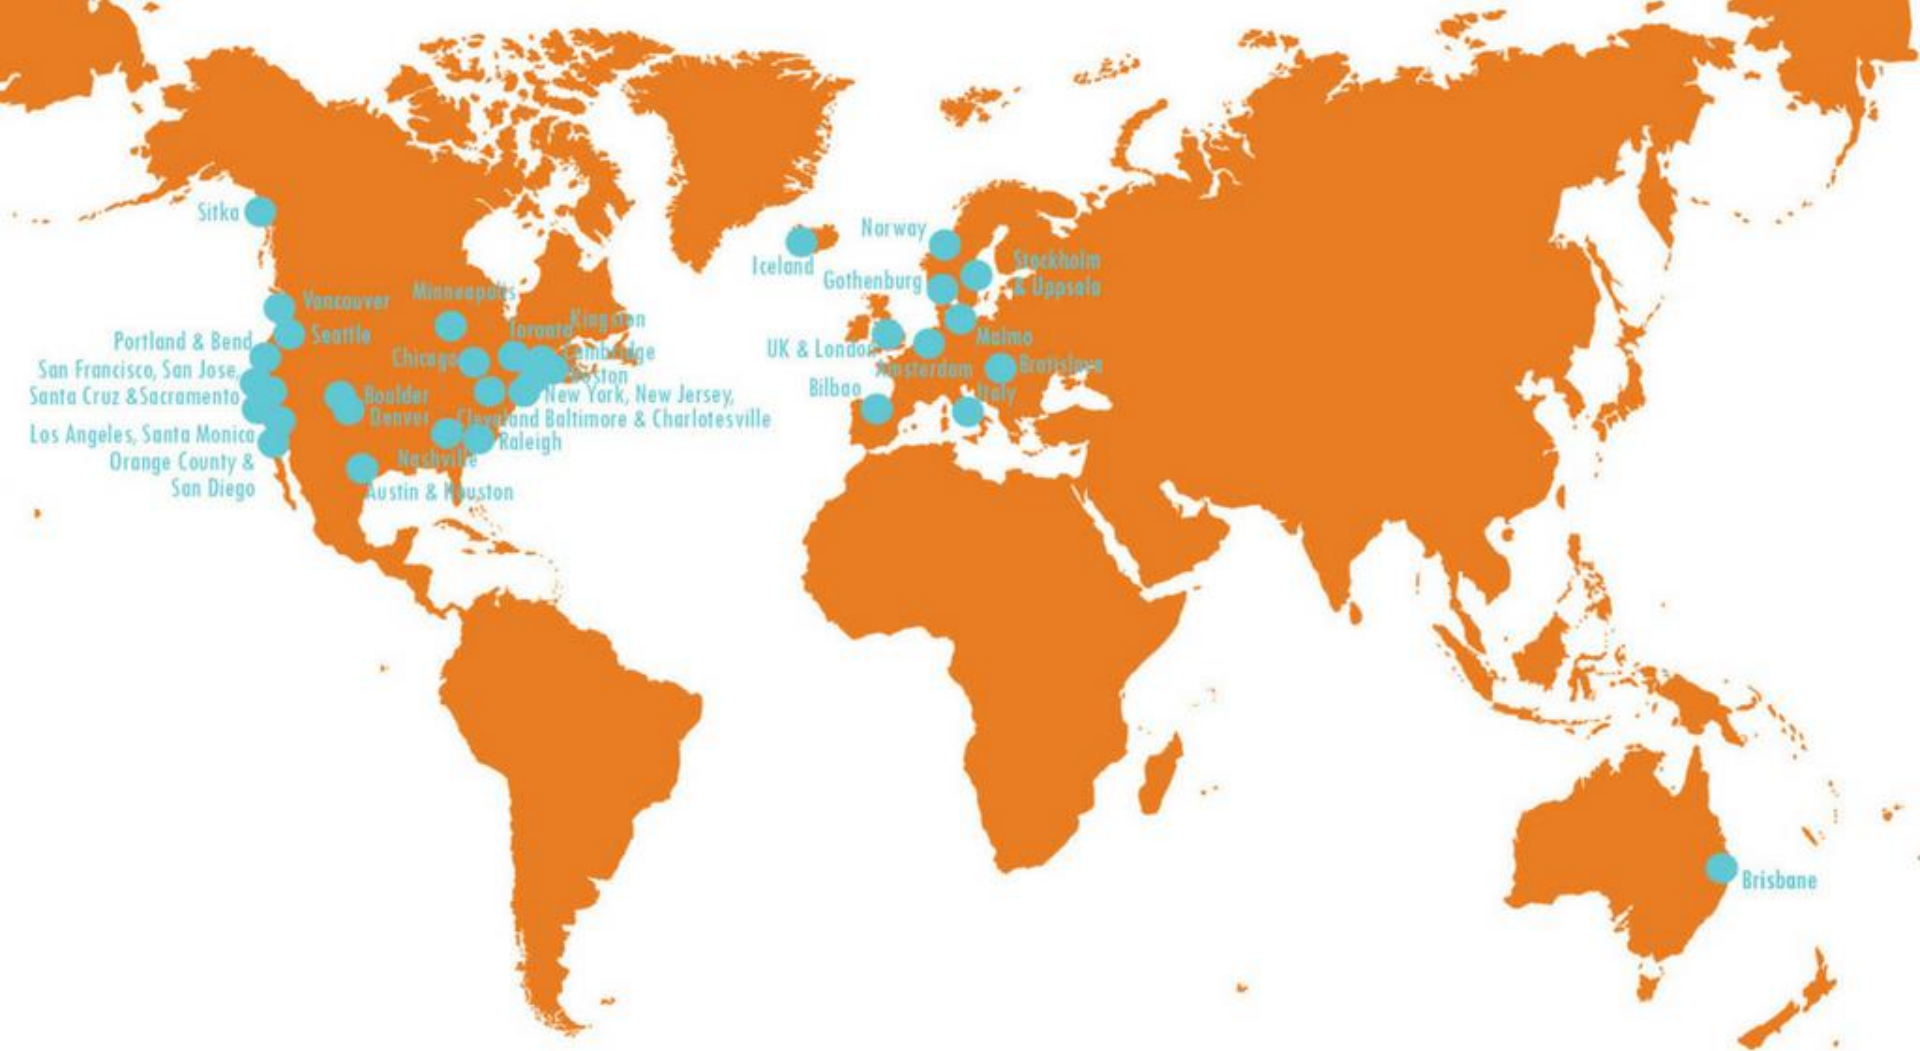 Sitka
Vancouver
Seattle
Portland & Bend
San Francisco, San Jose,
Santa Cruz &Sacramento
Los Angeles, Santa Monica
Orange County &
San Diego
Minneapolis
Chicago
Boulder
Denver
Toronto
Kingston
Cambridge
Boston
New York, New Jersey,
Cleveland Baltimore & Charlotesville
Raleigh
Nashville
Austin & Houston
Iceland
Norway
Gothenburg
Stockholm
& Uppsala
UK & London
Malmo
Amsterdam
Bratislava
Bilbao
Italy
Brisbane